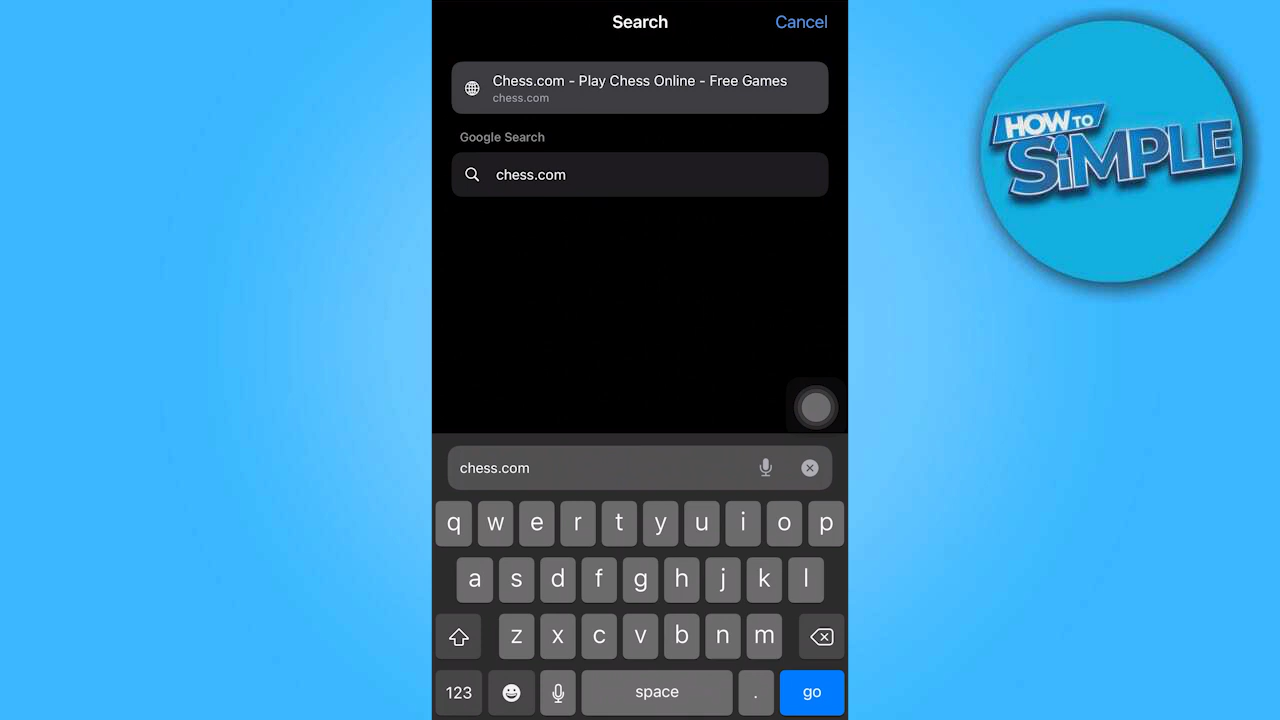 Search
Cancel
Chess.com - Play Chess Online - Free Games
chess.com
Google Search
chess.com
chess.com
q w e r t y u i o p
a s d f g h j k l
z x c v b n m
123 space . go
HOW TO
SiMPLE